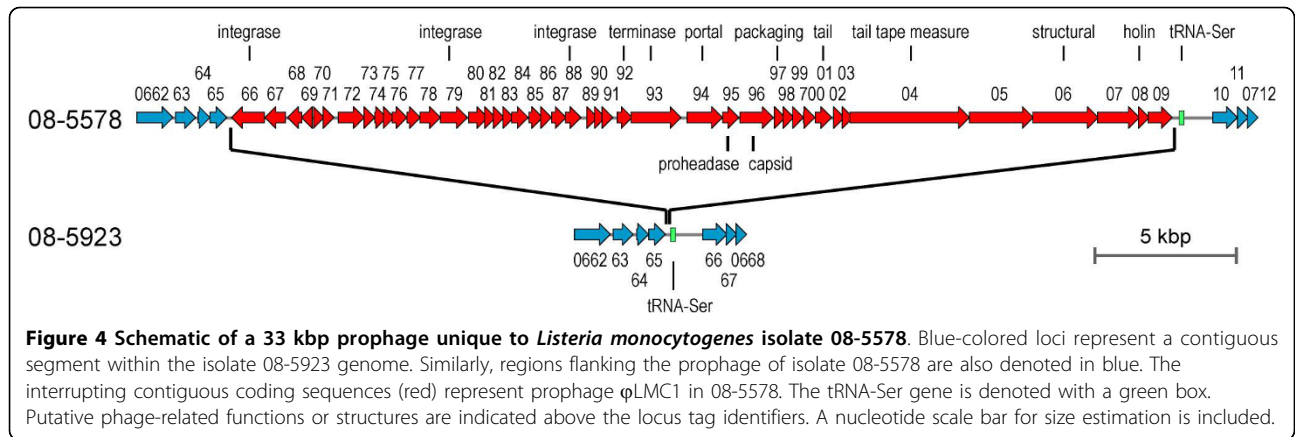 integrase integrase integrase terminase portal packaging tail tail tape measure structural holin tRNA-Ser
64 68 70 73 75 77 80 82 84 86 88 90 92 97 99 01 03 11
0662 63 65 66 67 69 71 72 74 76 78 79 81 83 85 87 89 91 93 94 95 96 98 700 02 04 05 06 07 08 09 10 0712
08-5578
proheadase capsid
08-5923
5 kbp
0662 63 65 66 0668
64 67
tRNA-Ser
Figure 4 Schematic of a 33 kbp prophage unique to Listeria monocytogenes isolate 08-5578. Blue-colored loci represent a contiguous
segment within the isolate 08-5923 genome. Similarly, regions flanking the prophage of isolate 08-5578 are also denoted in blue. The
interrupting contiguous coding sequences (red) represent prophage φLMC1 in 08-5578. The tRNA-Ser gene is denoted with a green box.
Putative phage-related functions or structures are indicated above the locus tag identifiers. A nucleotide scale bar for size estimation is included.